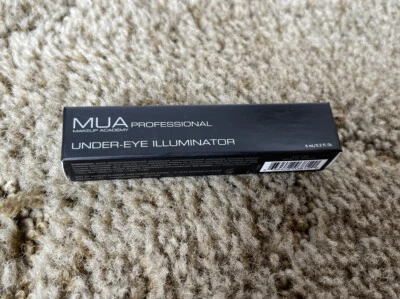 MUA PROFESSIONAL
MAKEUP ACADEMY
UNDER-EYE ILLUMINATOR